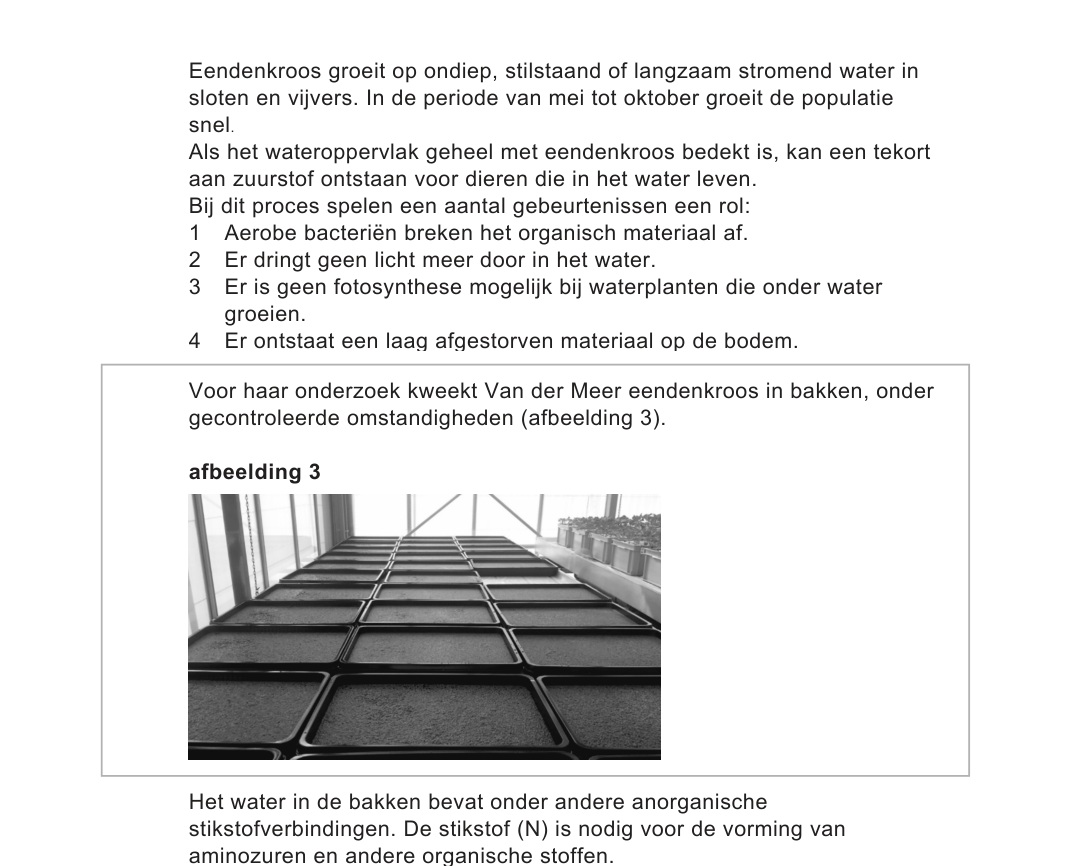 Eendenkroos groeit op ondiep, stilstaand of langzaam stromend water in
sloten en vijvers. In de periode van mei tot oktober groeit de populatie
snel.
Als het wateroppervlak geheel met eendenkroos bedekt is, kan een tekort
aan zuurstof ontstaan voor dieren die in het water leven.
Bij dit proces spelen een aantal gebeurtenissen een rol:
1 Aerobe bacteriën breken het organisch materiaal af.
2 Er dringt geen licht meer door in het water.
3 Er is geen fotosynthese mogelijk bij waterplanten die onder water
groeien.
4 Er ontstaat een laag afgestorven materiaal op de bodem.
Voor haar onderzoek kweekt Van der Meer eendenkroos in bakken, onder
gecontroleerde omstandigheden (afbeelding 3).
afbeelding 3
Het water in de bakken bevat onder andere anorganische
stikstofverbindingen. De stikstof (N) is nodig voor de vorming van
aminozuren en andere organische stoffen.